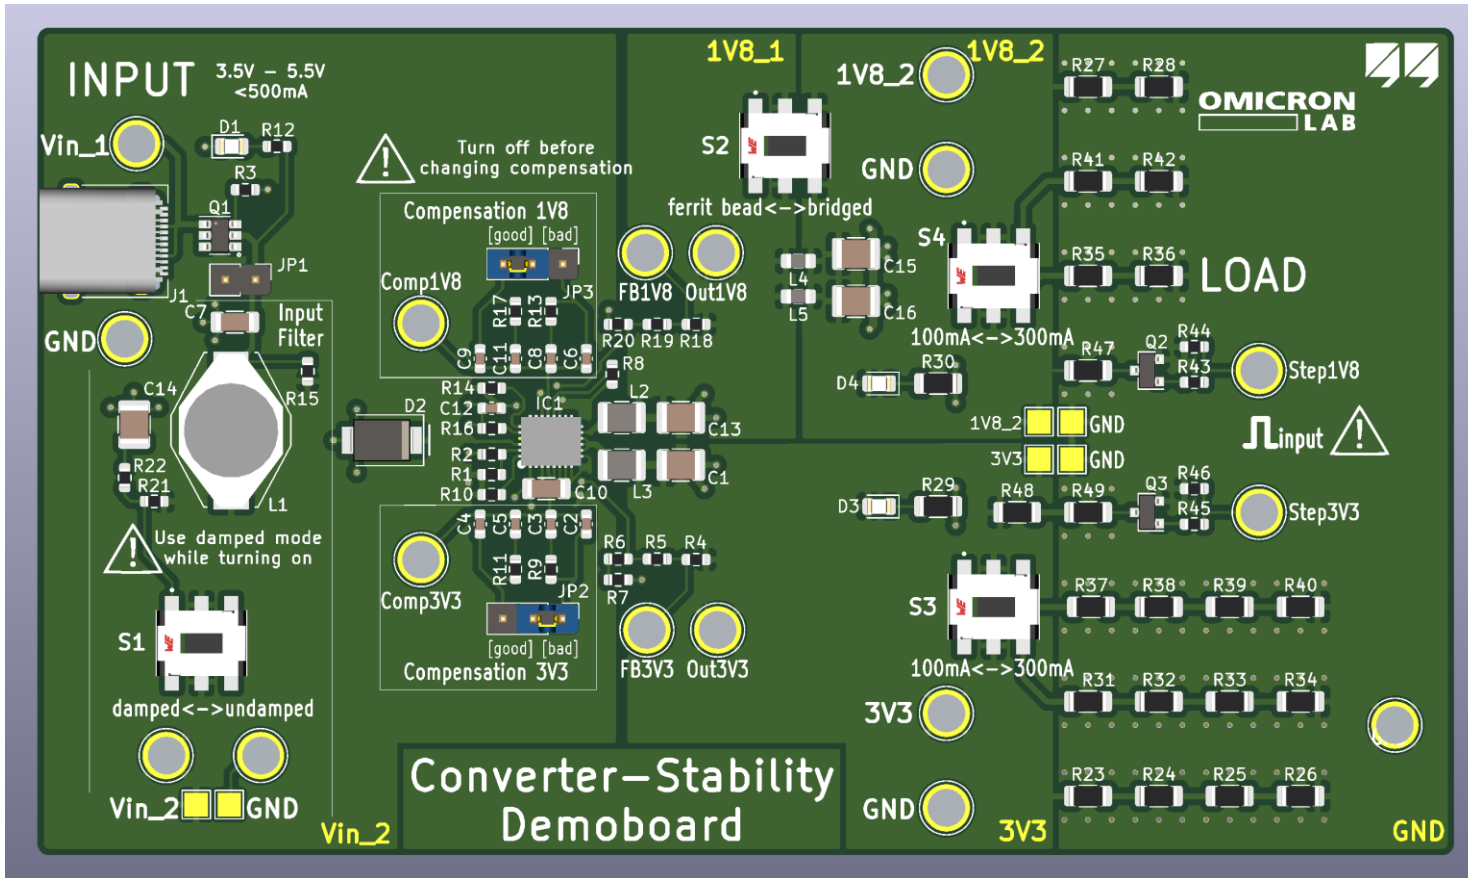 INPUT
3.5V – 5.5V
<500mA
Vin_1
D1
R12
R3
Q1
J1
JP1
C7
Input
Filter
GND
C14
R15
R22
R21
L1
Use damped mode
while turning on
S1
damped<->undamped
Vin_2
GND
Vin_2
Turn off before
changing compensation
Compensation 1V8
[good] [bad]
JP3
Comp1V8
R17
R13
C9
C11
C8
C6
R14
C12
R16
D2
IC1
R2
R1
R10
C10
C4
C5
C3
C2
R11
R9
Comp3V3
JP2
[good] [bad]
Compensation 3V3
FB1V8
Out1V8
R20
R19
R18
R8
L2
C13
L3
C1
R6
R5
R4
R7
FB3V3
Out3V3
Converter–Stability
Demoboard
1V8_1
S2
WE
ferrit bead<->bridged
L4
L5
C15
C16
1V8_2
1V8_2
GND
S4
WE
100mA<->300mA
D4
R30
1V8_2
GND
3V3
GND
D3
R29
R48
R49
S3
WE
100mA<->300mA
3V3
GND
3V3
R27
R28
OMICRON
LAB
R41
R42
R35
R36
LOAD
R47
Q2
R44
R43
Step1V8
input
Q3
R46
R45
Step3V3
R37
R38
R39
R40
R31
R32
R33
R34
R23
R24
R25
R26
GND
WE